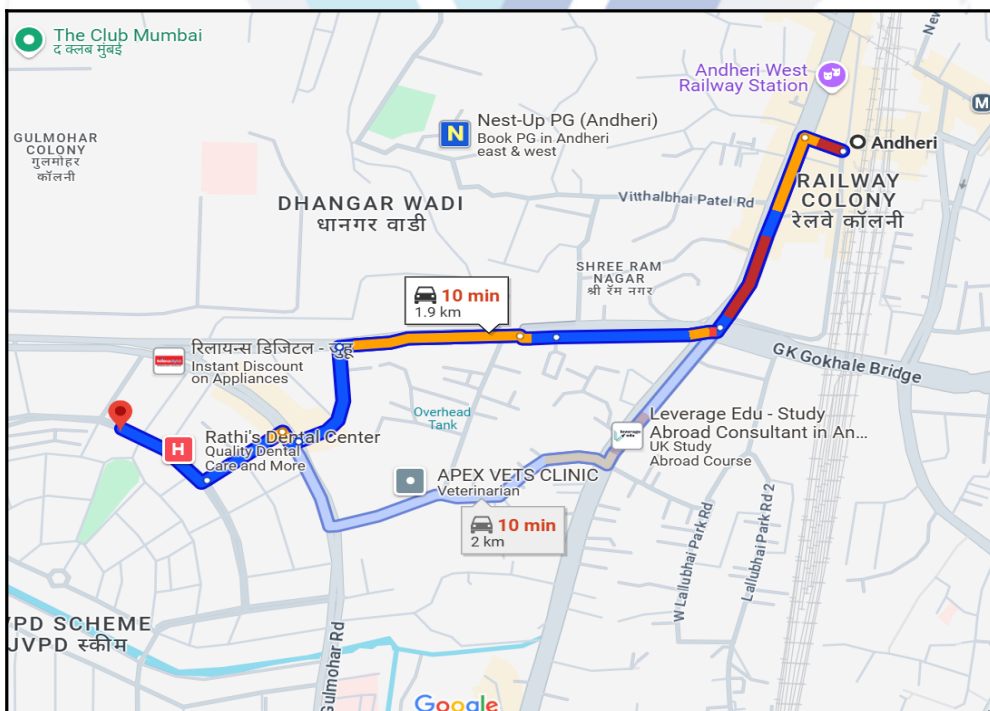 The Club Mumbai
द क्लब मुंबई
New
Andheri West
Railway Station
M
Nest-Up PG (Andheri)
Book PG in Andheri
east & west
N
GULMOHAR
COLONY
गुलमोहर
कॉलनी
Andheri
RAILWAY
COLONY
रेलवे कॉलनी
Vitthalbhai Patel Rd
DHANGAR WADI
धानगर वाडी
SHREE RAM
NAGAR
श्री रॅम नगर
10 min
1.9 km
रिलायन्स डिजिटल - जुहू
Instant Discount
on Appliances
GK Gokhale Bridge
Overhead
Tank
Leverage Edu - Study
Abroad Consultant in An...
UK Study
Abroad Course
H
Rathi's Dental Center
Quality Dental
Care and More
APEX VETS CLINIC
Veterinarian
10 min
2 km
W Lallubhai Park Rd
Lallubhai Park Rd 2
VPD SCHEME
JVPD स्कीम
Gulmohar Rd
Google